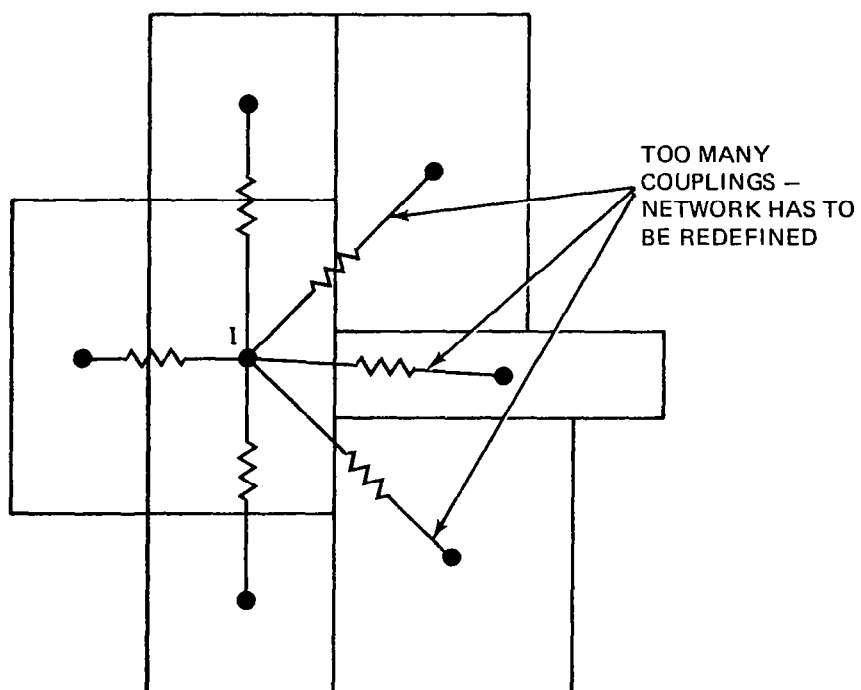 TOO MANY
COUPLINGS –
NETWORK HAS TO
BE REDEFINED
I